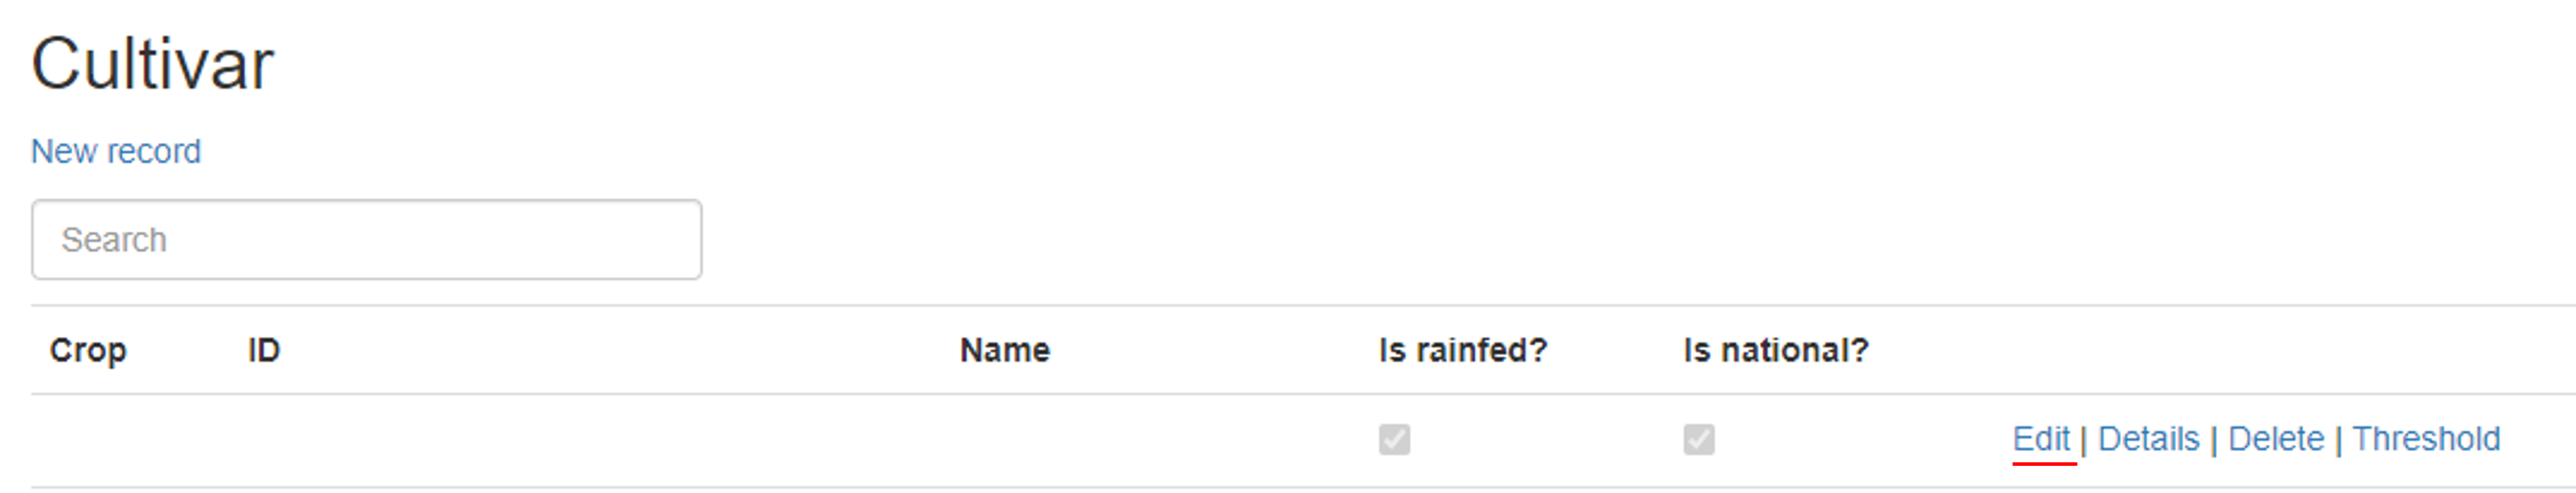 Cultivar
New record
Search
Crop ID Name Is rainfed? Is national?
Edit | Details | Delete | Threshold